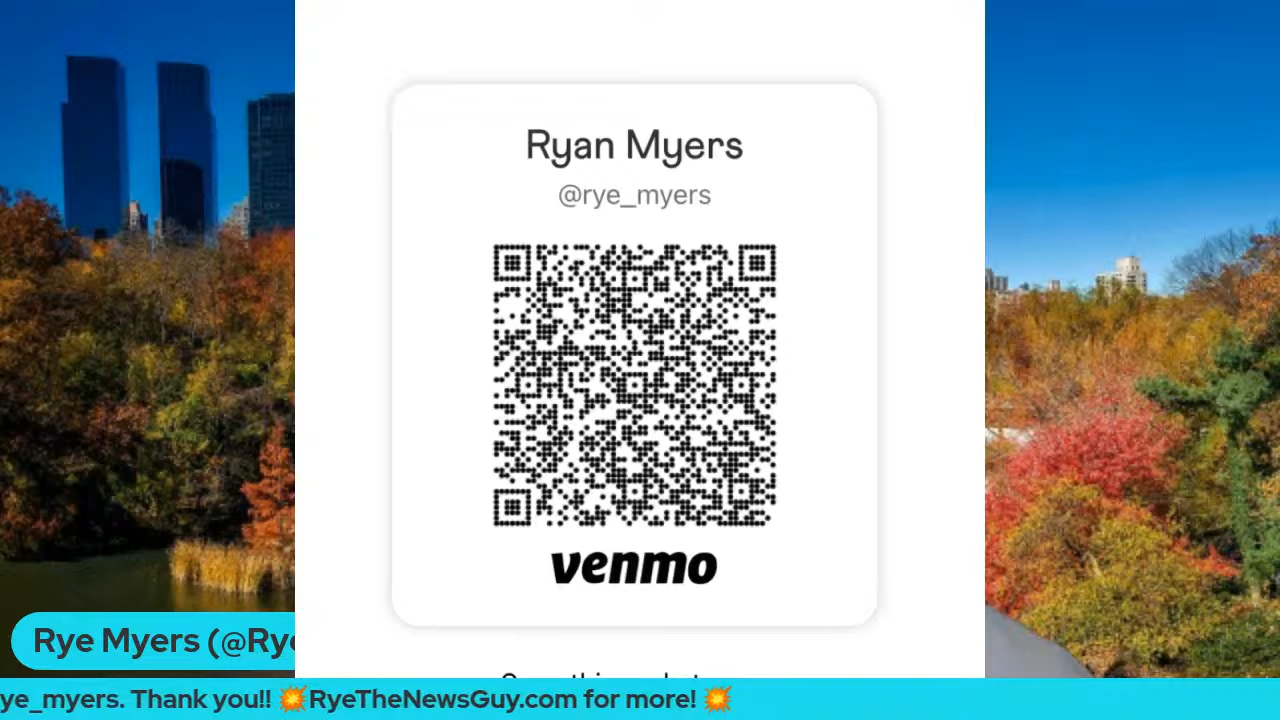 Ryan Myers
@rye_myers
venmo
Rye Myers (@Rye
ye_myers. Thank you!! 💥RyeTheNewsGuy.com for more! 💥